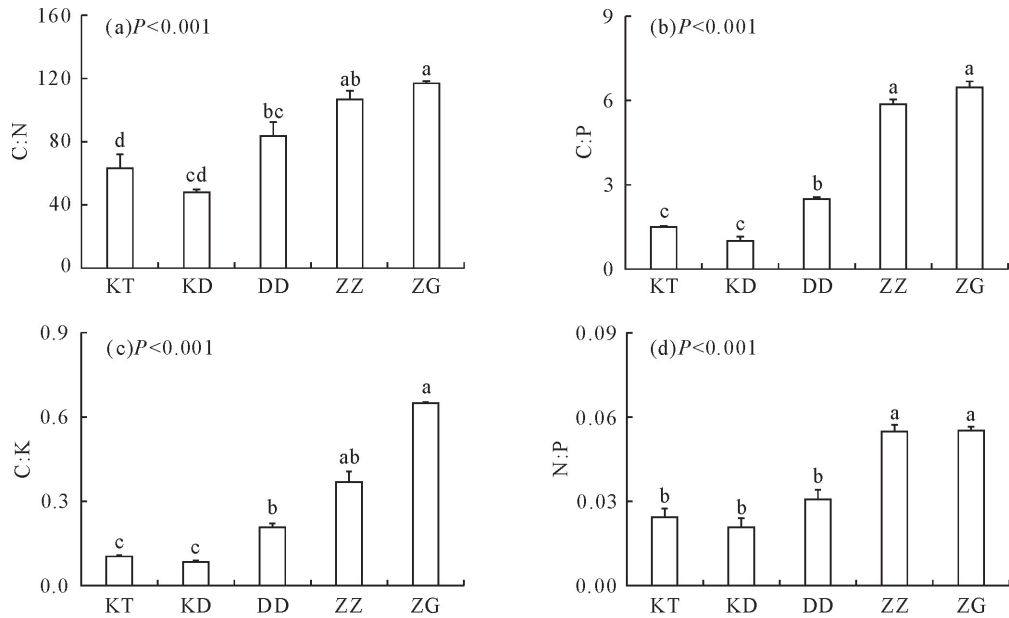 160
120
80
40
0
C:N
(a)P<0.001
d
cd
bc
ab
a
KT KD DD ZZ ZG
9
6
3
0
C:P
(b)P<0.001
c
c
b
a
a
KT KD DD ZZ ZG
0.9
0.6
0.3
0.0
C:K
(c)P<0.001
c
c
b
ab
a
KT KD DD ZZ ZG
0.09
0.06
0.03
0.00
N:P
(d)P<0.001
b
b
b
a
a
KT KD DD ZZ ZG